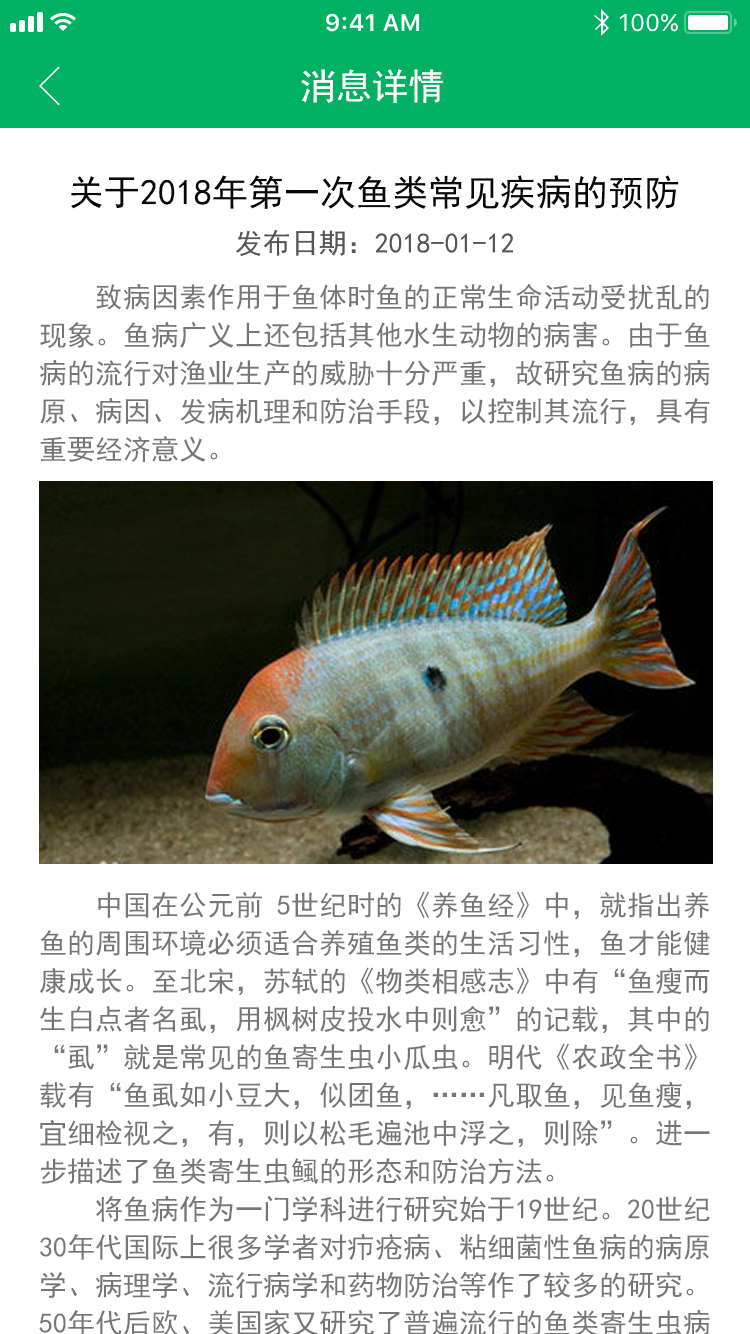 9:41 AM
100%
消息详情
关于2018年第一次鱼类常见疾病的预防
发布日期：2018-01-12
致病因素作用于鱼体时鱼的正常生命活动受扰乱的
现象。鱼病广义上还包括其他水生动物的病害。由于鱼
病的流行对渔业生产的威胁十分严重，故研究鱼病的病
原、病因、发病机理和防治手段，以控制其流行，具有
重要经济意义。
中国在公元前 5世纪时的《养鱼经》中，就指出养
鱼的周围环境必须适合养殖鱼类的生活习性，鱼才能健
康成长。至北宋，苏轼的《物类相感志》中有“鱼瘦而
生白点者名虱，用枫树皮投水中则愈”的记载，其中的
“虱”就是常见的鱼寄生虫小瓜虫。明代《农政全书》
载有“鱼虱如小豆大，似团鱼，……凡取鱼，见鱼瘦，
宜细检视之，有，则以松毛遍池中浮之，则除”。进一
步描述了鱼类寄生虫鲺的形态和防治方法。
将鱼病作为一门学科进行研究始于19世纪。20世纪
30年代国际上很多学者对疖疮病、粘细菌性鱼病的病原
学、病理学、流行病学和药物防治等作了较多的研究。
50年代后欧、美国家又研究了普遍流行的鱼类寄生虫病